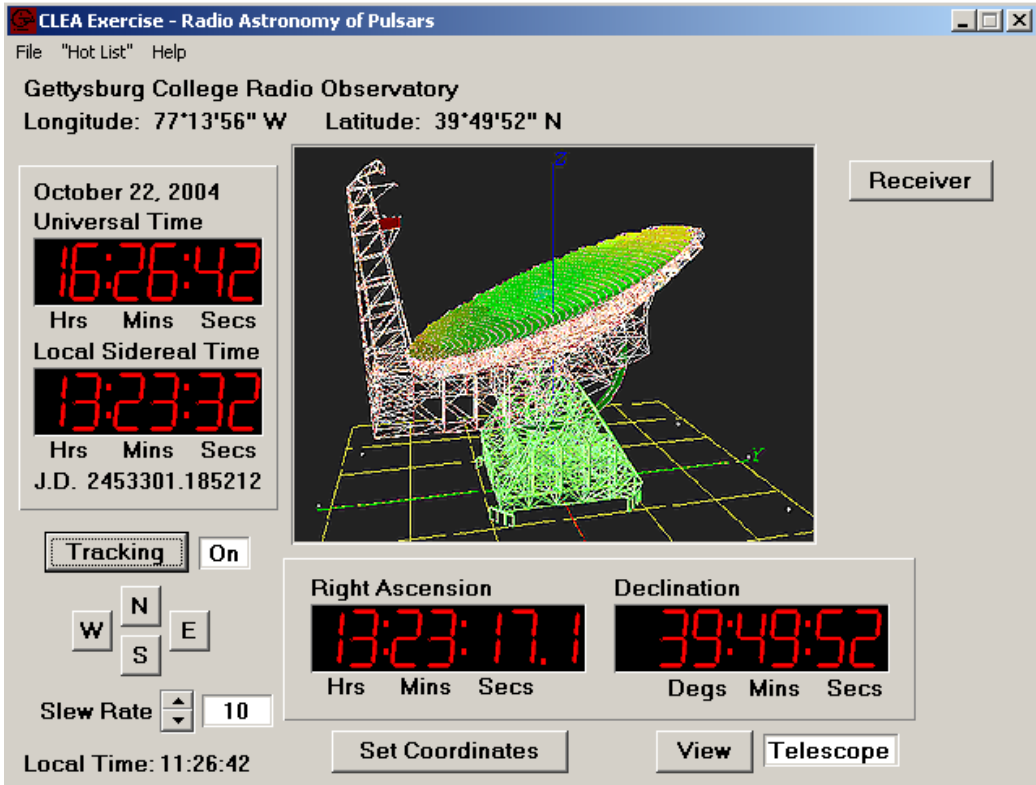 CLEA Exercise - Radio Astronomy of Pulsars
File "Hot List" Help
Gettysburg College Radio Observatory
Longitude: 77°13'56" W Latitude: 39°49'52" N
October 22, 2004
Universal Time
16:26:42
Hrs Mins Secs
Local Sidereal Time
13:23:32
Hrs Mins Secs
J.D. 2453301.185212
Z
Y
Receiver
Tracking On
N
W E
S
Slew Rate 10
Local Time: 11:26:42
Right Ascension
13:23:17.1
Hrs Mins Secs
Declination
39:49:52
Degs Mins Secs
Set Coordinates
View Telescope